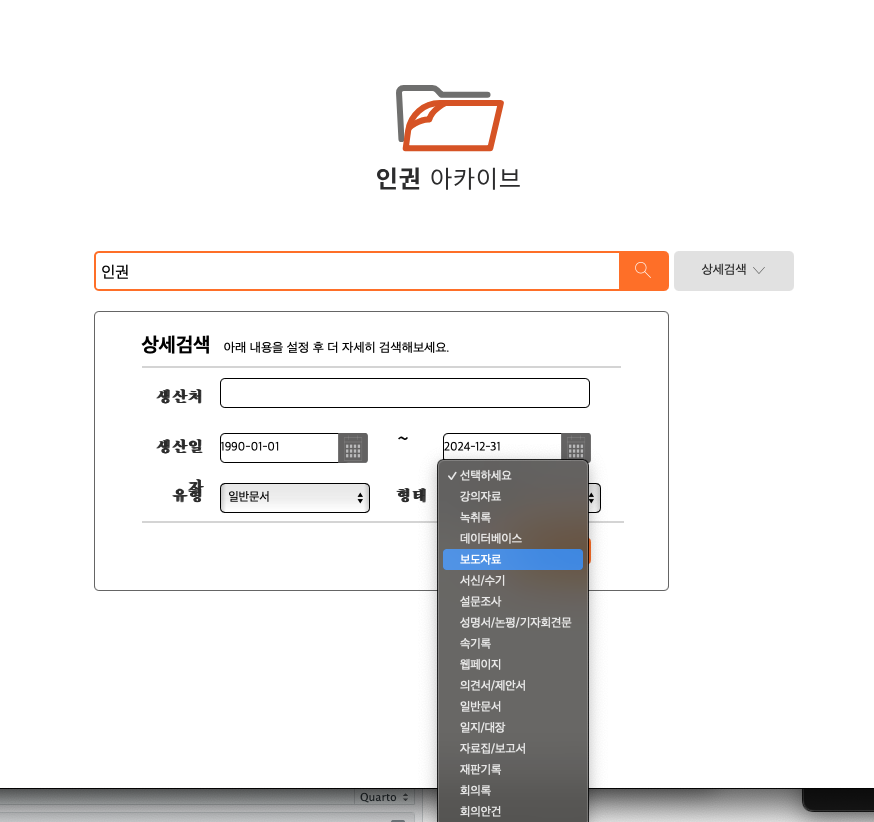 인권 아카이브
인권
상세검색
상세검색 아래 내용을 설정 후 더 자세히 검색해보세요.
생산처
생산일 1990-01-01 ~ 2024-12-31
자
유형 일반문서 형태
✓ 선택하세요
강의자료
녹취록
데이터베이스
보도자료
서신/수기
설문조사
성명서/논평/기자회견문
속기록
웹페이지
의견서/제안서
일반문서
일지/대장
자료집/보고서
재판기록
회의록
회의안건
Quarto